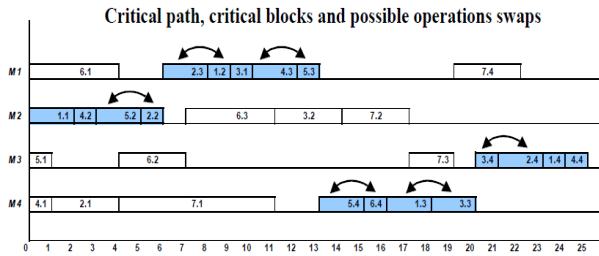 Critical path, critical blocks and possible operations swaps
M1 6.1 2.3 1.2 3.1 4.3 5.3 7.4
M2 1.1 4.2 5.2 2.2 6.3 3.2 7.2
M3 5.1 6.2 7.3 3.4 2.4 1.4 4.4
M4 4.1 2.1 7.1 5.4 6.4 1.3 3.3
0 1 2 3 4 5 6 7 8 9 10 11 12 13 14 15 16 17 18 19 20 21 22 23 24 25